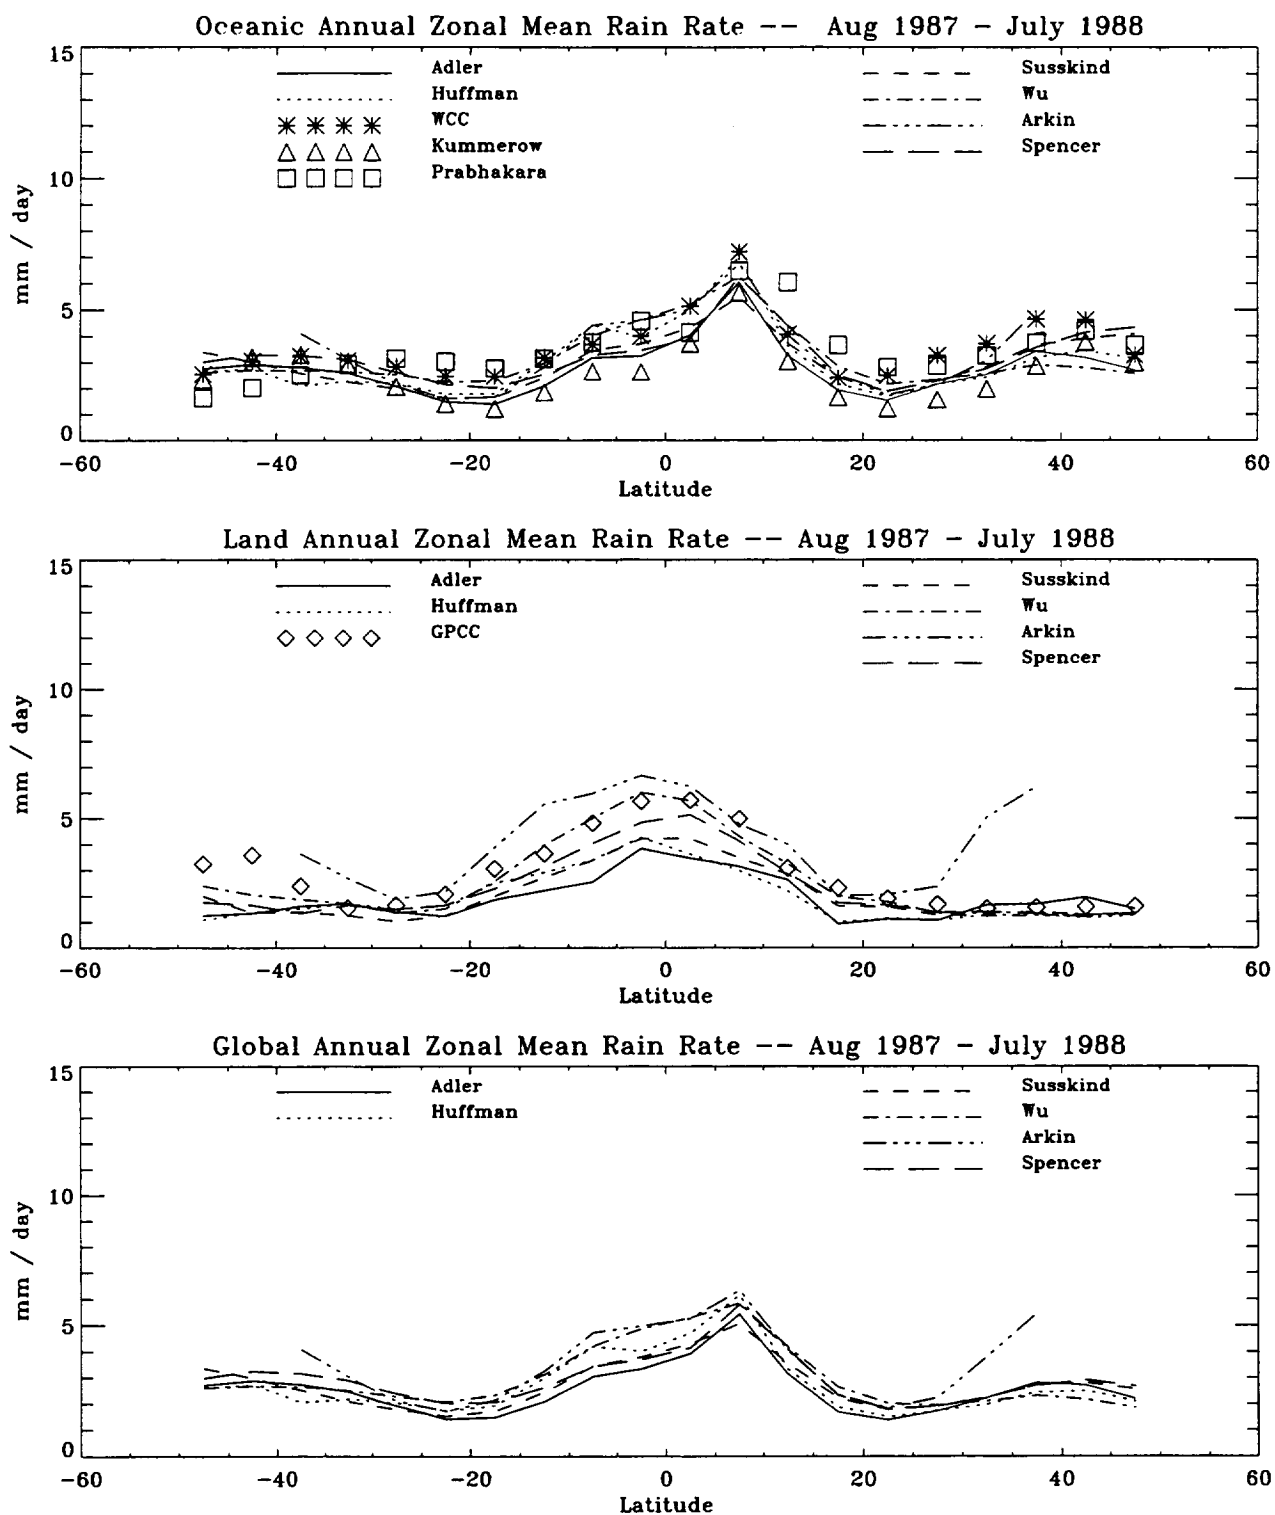 Oceanic Annual Zonal Mean Rain Rate -- Aug 1987 - July 1988
15
10
5
0
mm / day
Adler
Huffman
WCC
Kummerow
Prabhakara
Susskind
Wu
Arkin
Spencer
-60 -40 -20 0 20 40 60
Latitude
Land Annual Zonal Mean Rain Rate -- Aug 1987 - July 1988
15
10
5
0
mm / day
Adler
Huffman
GPCC
Susskind
Wu
Arkin
Spencer
-60 -40 -20 0 20 40 60
Latitude
Global Annual Zonal Mean Rain Rate -- Aug 1987 - July 1988
15
10
5
0
mm / day
Adler
Huffman
Susskind
Wu
Arkin
Spencer
-60 -40 -20 0 20 40 60
Latitude